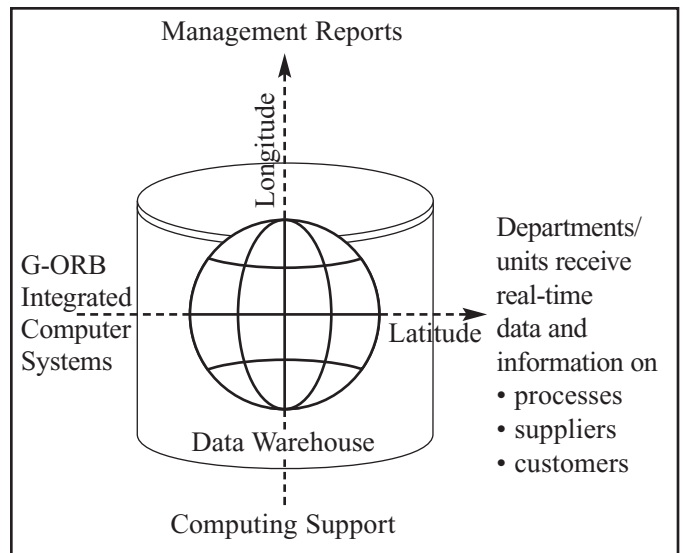 Management Reports
Longitude
G-ORB
Integrated
Computer
Systems
Latitude
Departments/
units receive
real-time
data and
information on
• processes
• suppliers
• customers
Data Warehouse
Computing Support